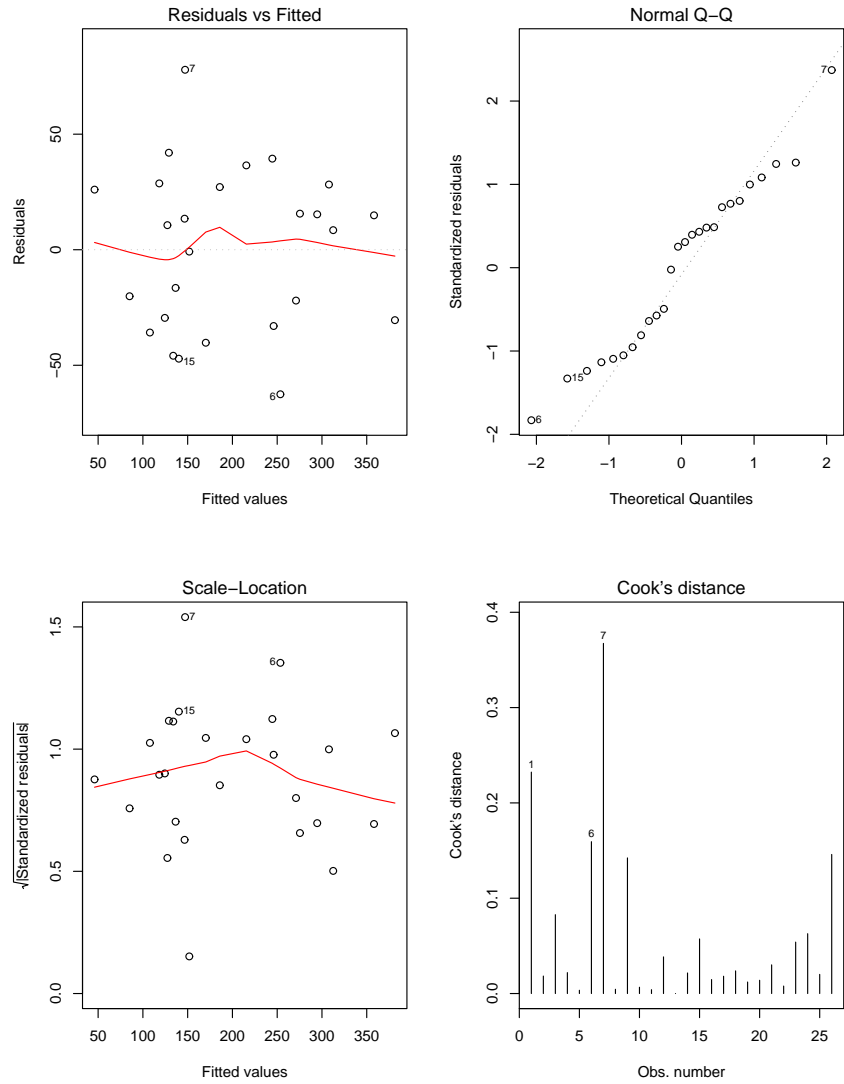 Residuals vs Fitted
Residuals
50
0
−50
7
15
6
50 100 150 200 250 300 350
Fitted values
Normal Q−Q
Standardized residuals
2
1
0
−1
−2
7
15
6
−2 −1 0 1 2
Theoretical Quantiles
Scale−Location
√|Standardized residuals|
1.5
1.0
0.5
0.0
7
6
15
50 100 150 200 250 300 350
Fitted values
Cook's distance
Cook's distance
0.4
0.3
0.2
0.1
0.0
7
1
6
0 5 10 15 20 25
Obs. number